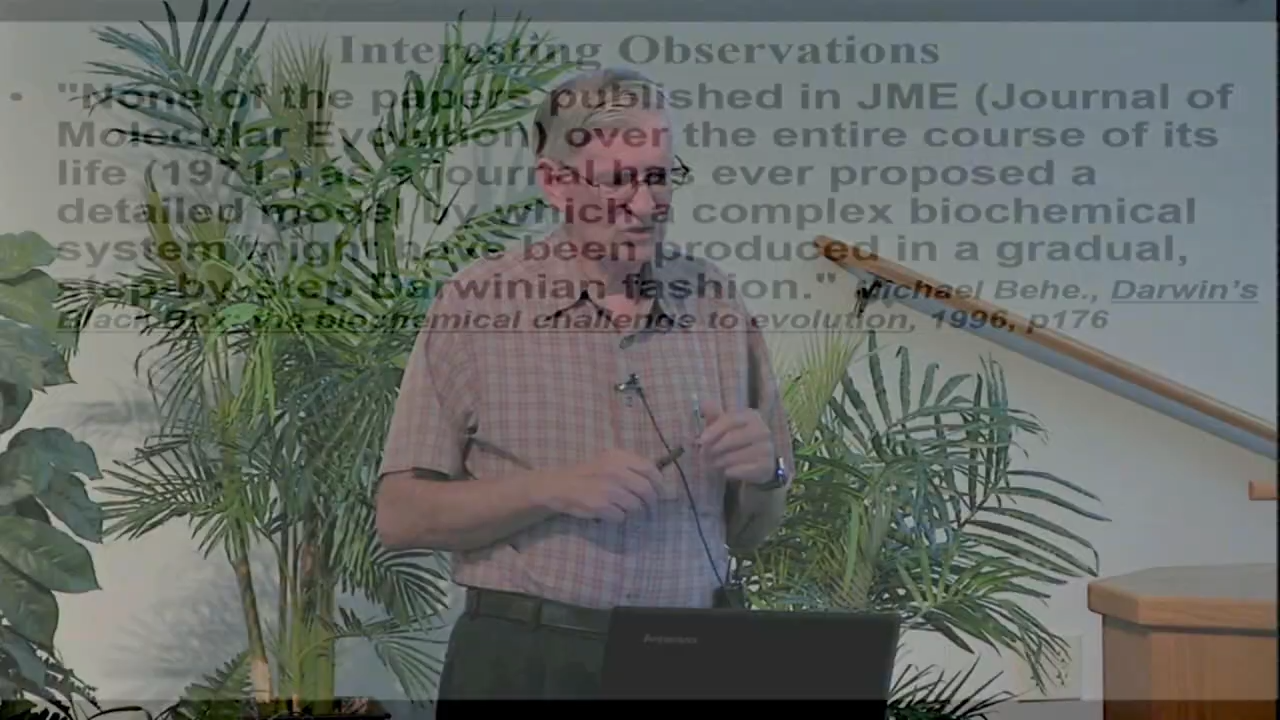 Interesting Observations
• "None of the papers published in JME (Journal of
Molecular Evolution) over the entire course of its
life (1971) as a journal has ever proposed a
detailed model by which a complex biochemical
system might have been produced in a gradual,
step-by-step Darwinian fashion." Michael Behe., Darwin's
Black Box, the biochemical challenge to evolution, 1996, p176